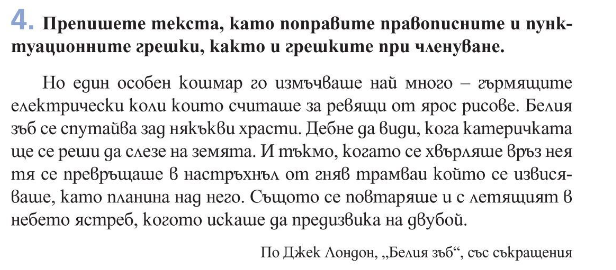 4. Препишете текста, като поправите правописните и пунк-
туационните грешки, както и грешките при членуване.
Но един особен кошмар го измъчваше най много – гърмящите
електрически коли които считаше за ревящи от ярос рисове. Белия
зъб се спутайва зад някъкви храсти. Дебне да види, кога катеричката
ще се реши да слезе на земята. И тъкмо, когато се хвърляше връз нея
тя се превръщаше в настръхнъл от гняв трамваи който се извися-
ваше, като планина над него. Същото се повтаряше и с летящият в
небето ястреб, когото искаше да предизвика на двубой.
По Джек Лондон, „Белия зъб“, със съкращения